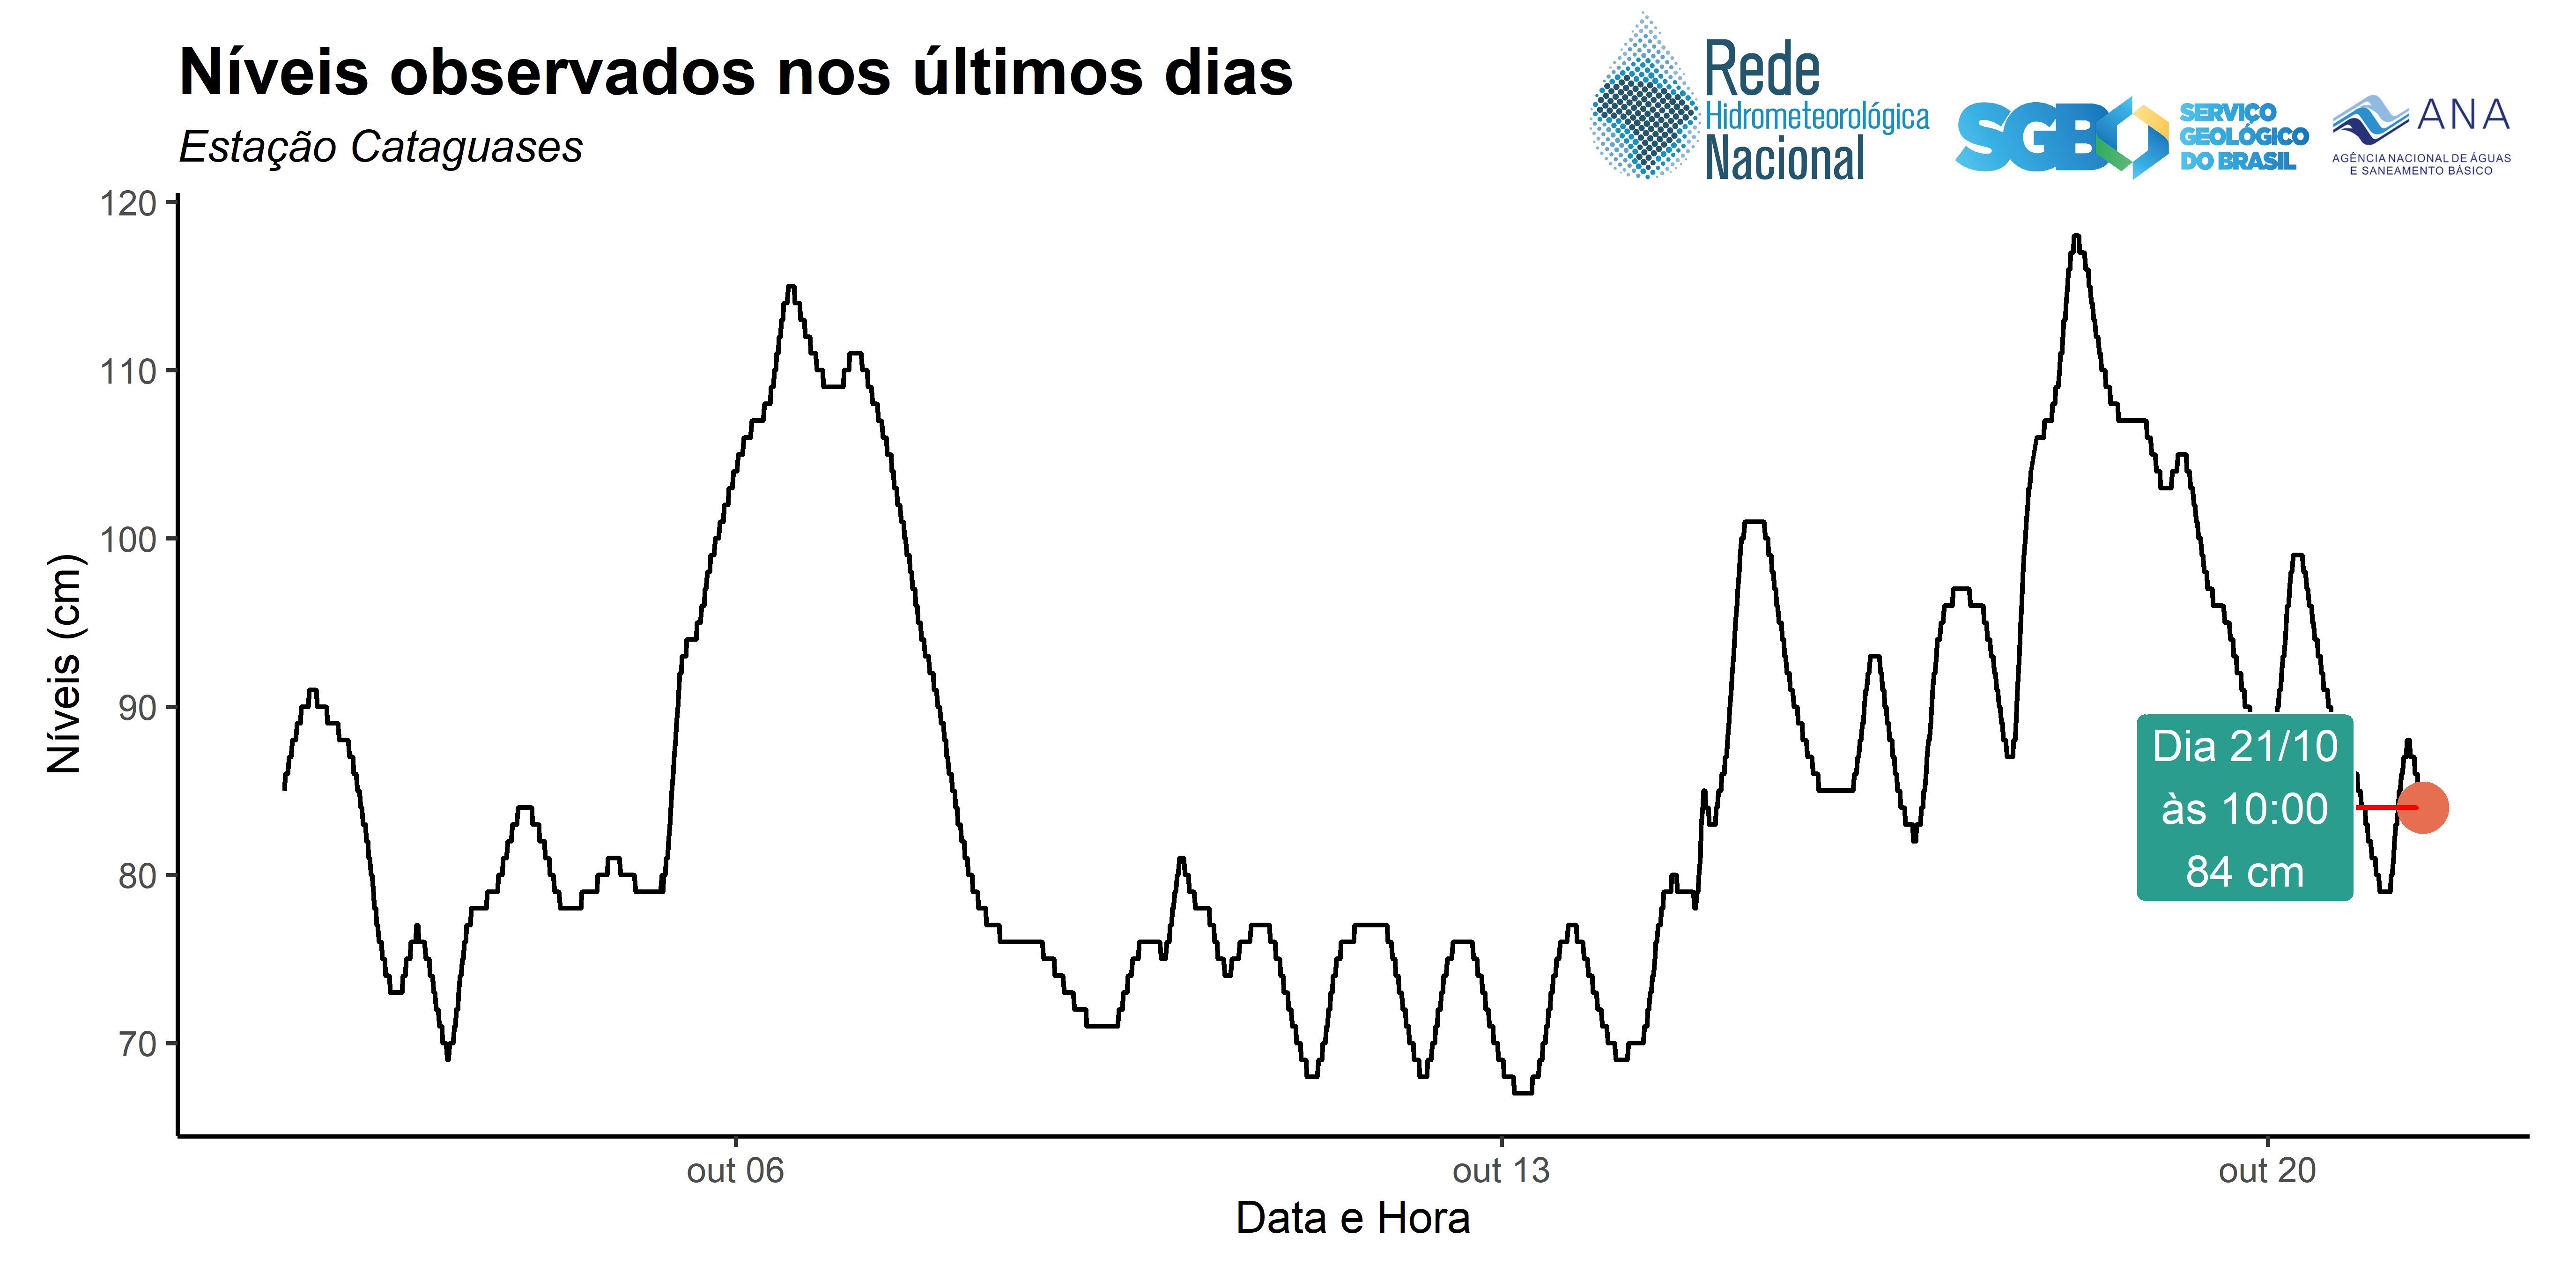 Níveis observados nos últimos dias
Estação Cataguases
Rede
Hidrometeorológica
Nacional
SGB
SERVIÇO
GEOLÓGICO
DO BRASIL
ANA
AGÊNCIA NACIONAL DE ÁGUAS
E SANEAMENTO BÁSICO
Níveis (cm)
120
110
100
90
80
70
Dia 21/10
às 10:00
84 cm
out 06
out 13
out 20
Data e Hora